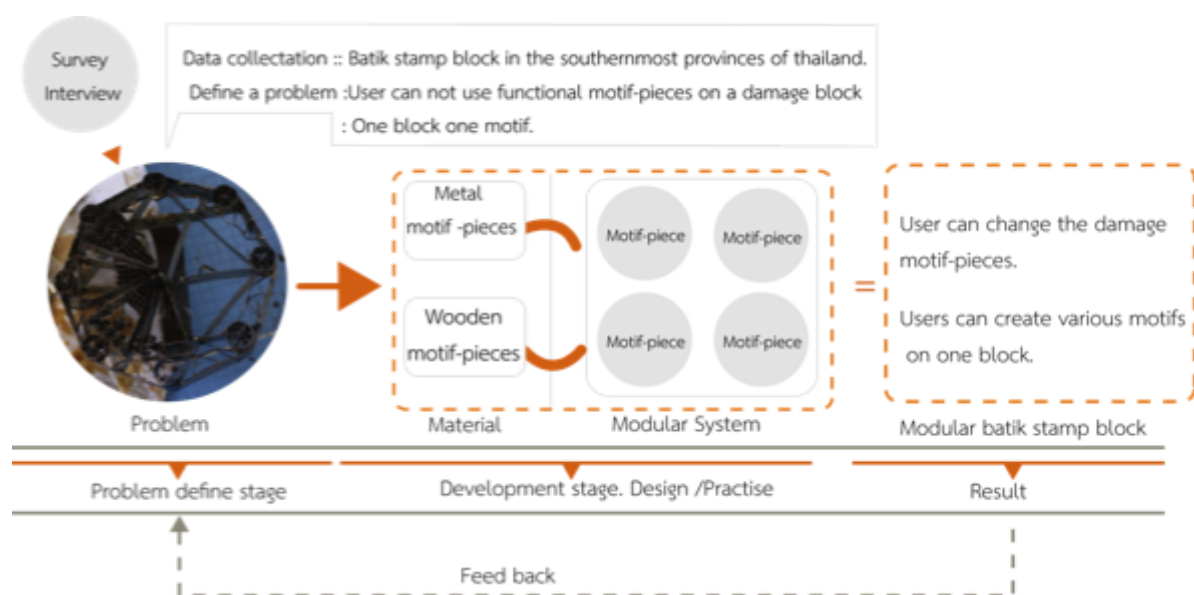 Survey
Interview
Data collectation :: Batik stamp block in the southernmost provinces of thailand.
Define a problem :User can not use functional motif-pieces on a damage block
: One block one motif.
Metal
motif -pieces
Wooden
motif-pieces
Motif-piece
Motif-piece
Motif-piece
Motif-piece
=
User can change the damage
motif-pieces.
Users can create various motifs
on one block.
Problem
Material
Modular System
Modular batik stamp block
Problem define stage
Development stage. Design /Practise
Result
Feed back